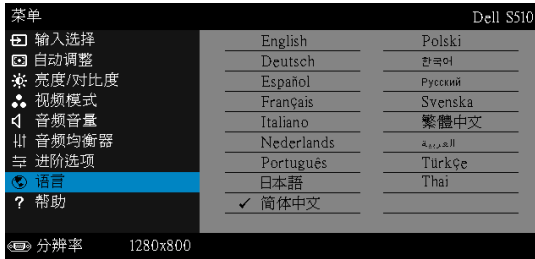 菜单 Dell S510
输入选择
自动调整
亮度/对比度
视频模式
音频音量
音频均衡器
进阶选项
语言
? 帮助
English Polski
Deutsch 한국어
Español Русский
Français Svenska
Italiano 繁體中文
Nederlands العربية
Português Türkçe
日本語 Thai
✓ 简体中文
分辨率 1280x800